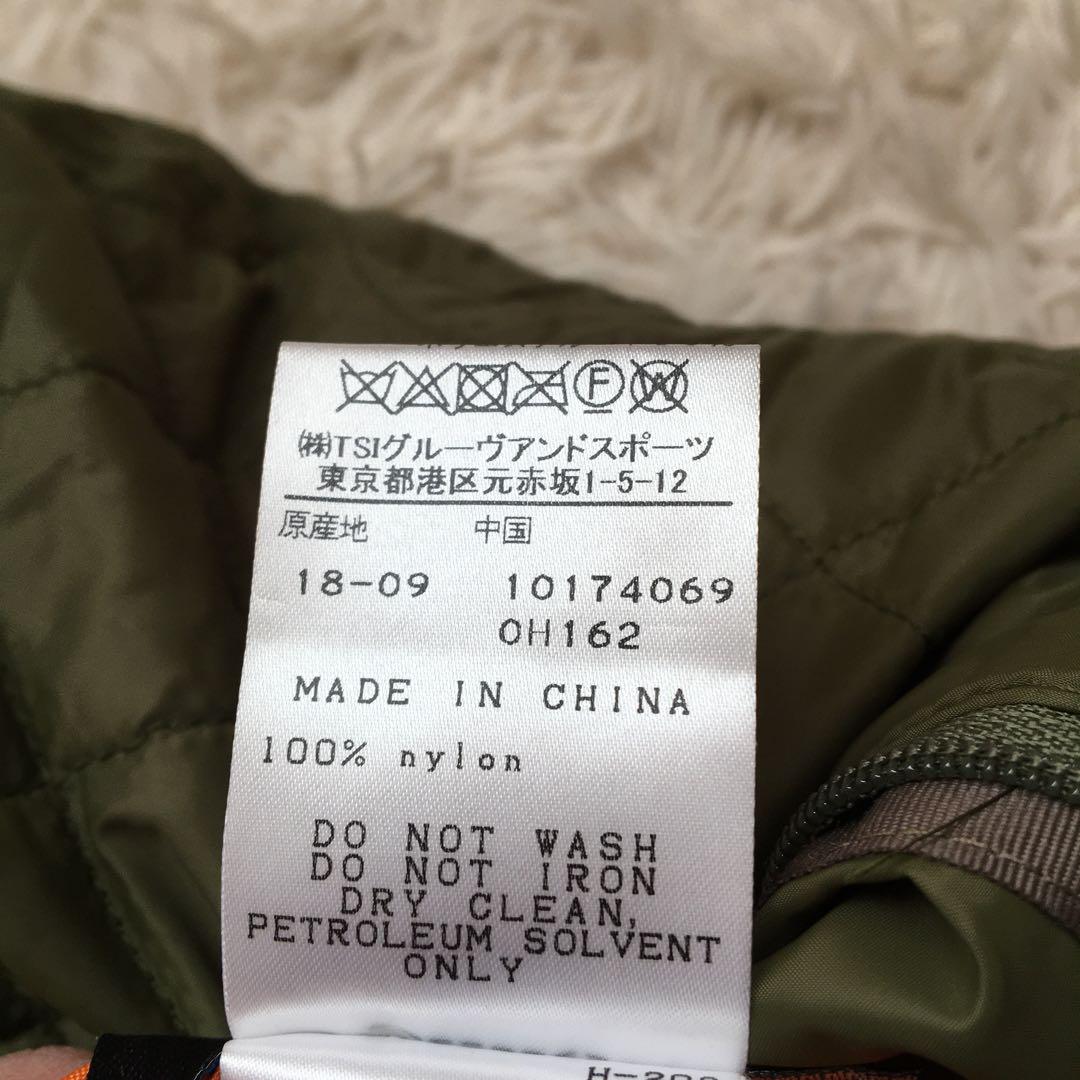 ㈱TSIグルーヴアンドスポーツ
東京都港区元赤坂1-5-12
原産地 中国
18-09 10174069
0H162
MADE IN CHINA
100% nylon
DO NOT WASH
DO NOT IRON
DRY CLEAN,
PETROLEUM SOLVENT
ONLY